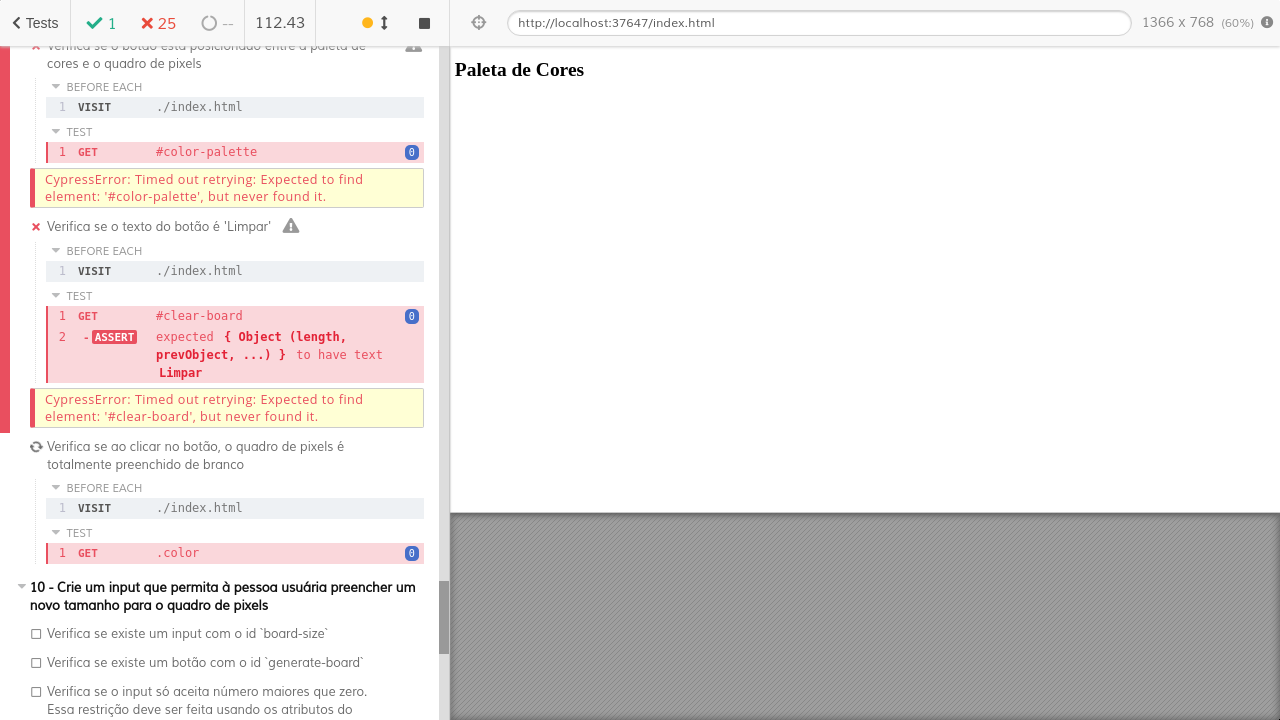 Tests
1
25
--
112.43
http://localhost:37647/index.html
1366 x 768 (60%)
Verifica se o botão está posicionado entre a paleta de
cores e o quadro de pixels
BEFORE EACH
1 VISIT ./index.html
TEST
1 GET #color-palette 0
CypressError: Timed out retrying: Expected to find
element: '#color-palette', but never found it.
Verifica se o texto do botão é 'Limpar'
BEFORE EACH
1 VISIT ./index.html
TEST
1 GET #clear-board 0
2 -ASSERT expected { Object (length,
prevObject, ...) } to have text
Limpar
CypressError: Timed out retrying: Expected to find
element: '#clear-board', but never found it.
Verifica se ao clicar no botão, o quadro de pixels é
totalmente preenchido de branco
BEFORE EACH
1 VISIT ./index.html
TEST
1 GET .color 0
10 - Crie um input que permita à pessoa usuária preencher um
novo tamanho para o quadro de pixels
Verifica se existe um input com o id `board-size`
Verifica se existe um botão com o id `generate-board`
Verifica se o input só aceita número maiores que zero.
Essa restrição deve ser feita usando os atributos do
Paleta de Cores